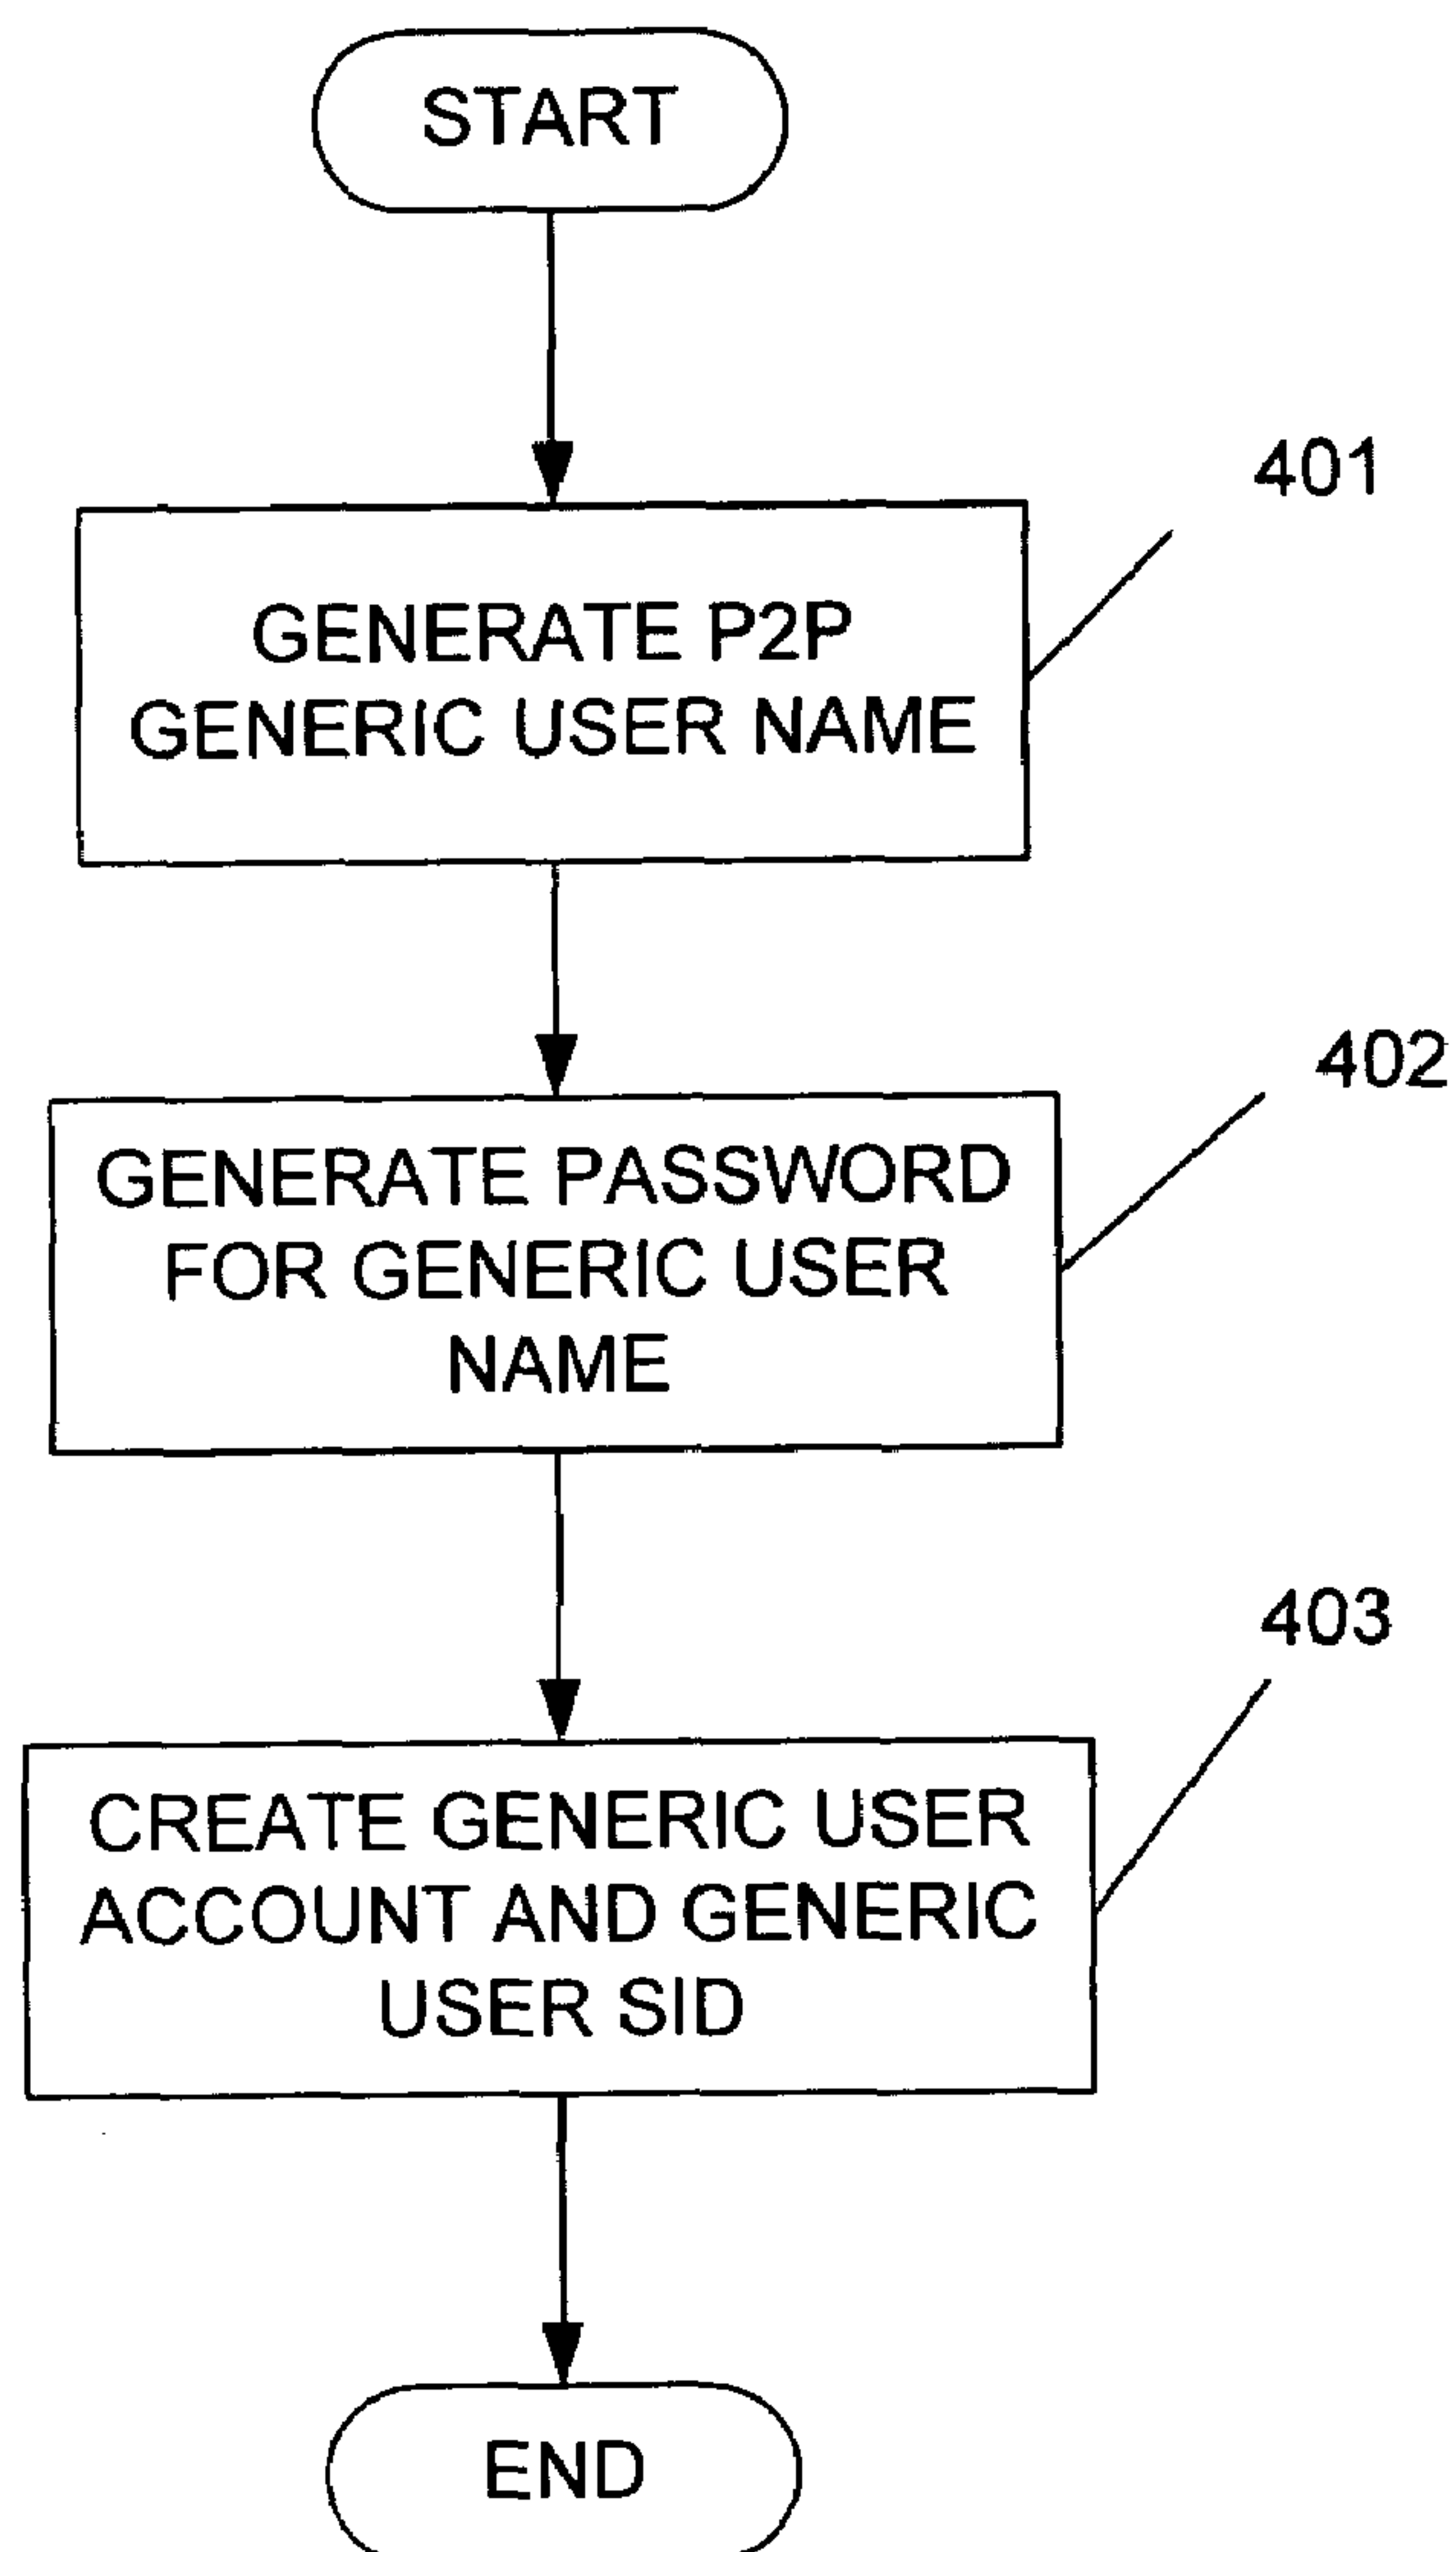 START
401
GENERATE P2P
GENERIC USER NAME
402
GENERATE PASSWORD
FOR GENERIC USER
NAME
403
CREATE GENERIC USER
ACCOUNT AND GENERIC
USER SID
END